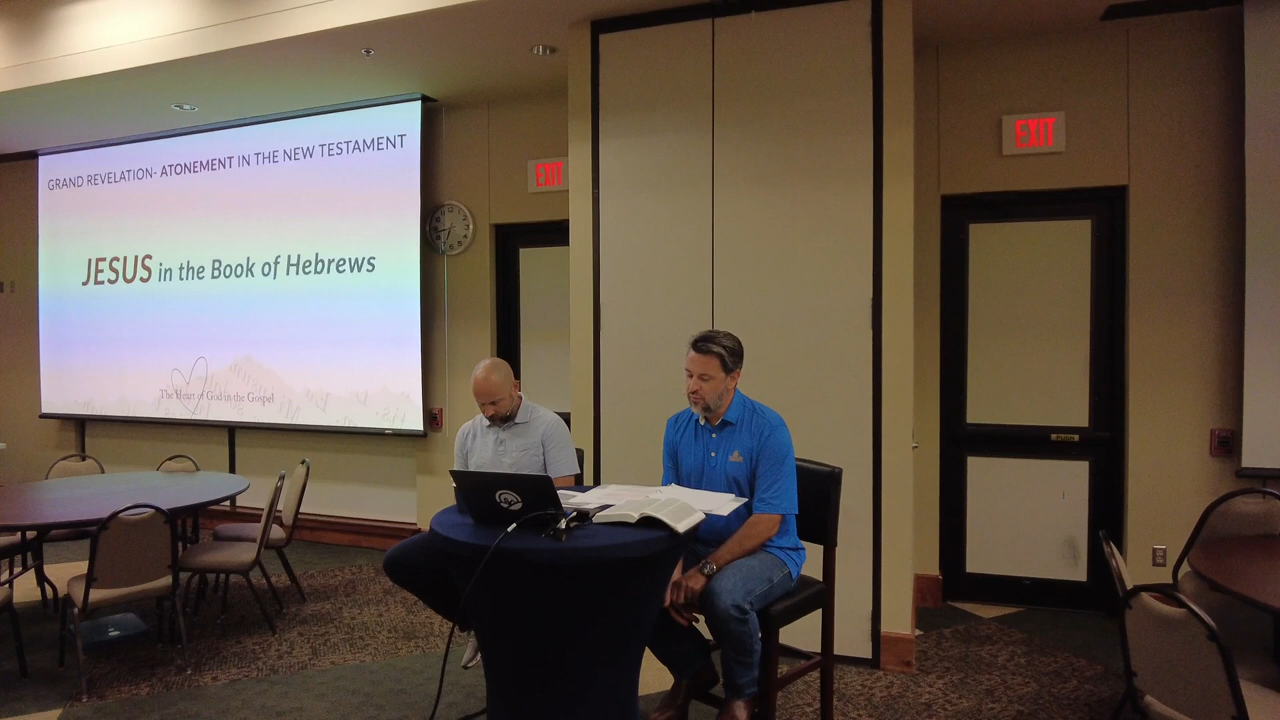 GRAND REVELATION- ATONEMENT IN THE NEW TESTAMENT
JESUS in the Book of Hebrews
The Heart of God in the Gospel
EXIT
EXIT
PUSH